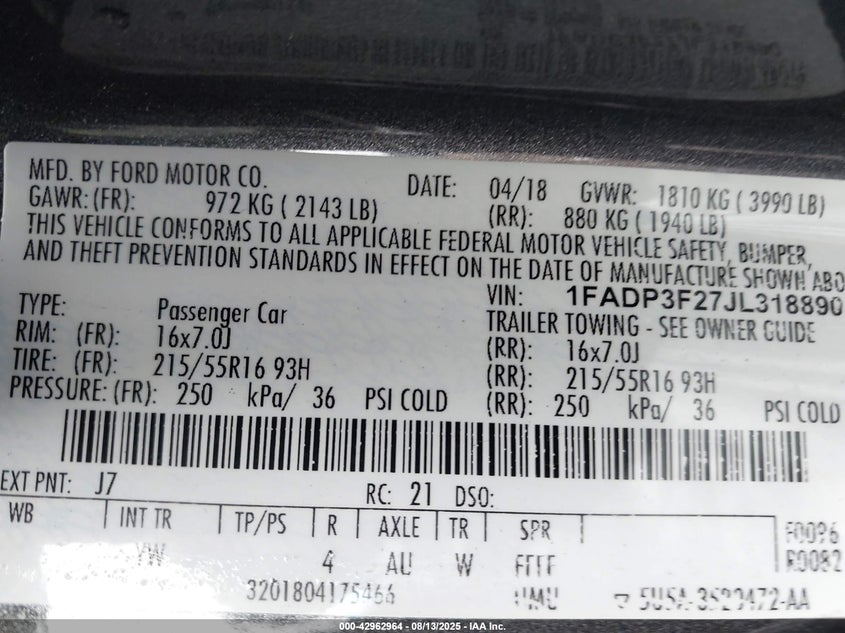 MFD. BY FORD MOTOR CO. DATE: 04/18 GVWR: 1810 KG ( 3990 LB)
GAWR: (FR): 972 KG ( 2143 LB) (RR): 880 KG ( 1940 LB)
THIS VEHICLE CONFORMS TO ALL APPLICABLE FEDERAL MOTOR VEHICLE SAFETY, BUMPER,
AND THEFT PREVENTION STANDARDS IN EFFECT ON THE DATE OF MANUFACTURE SHOWN ABO
VIN: 1FADP3F27JL318890
TYPE: Passenger Car TRAILER TOWING - SEE OWNER GUIDE
RIM: (FR): 16x7.0J (RR): 16x7.0J
TIRE: (FR): 215/55R16 93H (RR): 215/55R16 93H
PRESSURE: (FR): 250 kPa/ 36 PSI COLD (RR): 250 kPa/ 36 PSI COLD
EXT PNT: J7 RC: 21 DSO:
WB INT TR TP/PS R AXLE TR SPR
YW 4 AU W
3201804175466
000-42962964 - 08/13/2025 - IAA Inc.